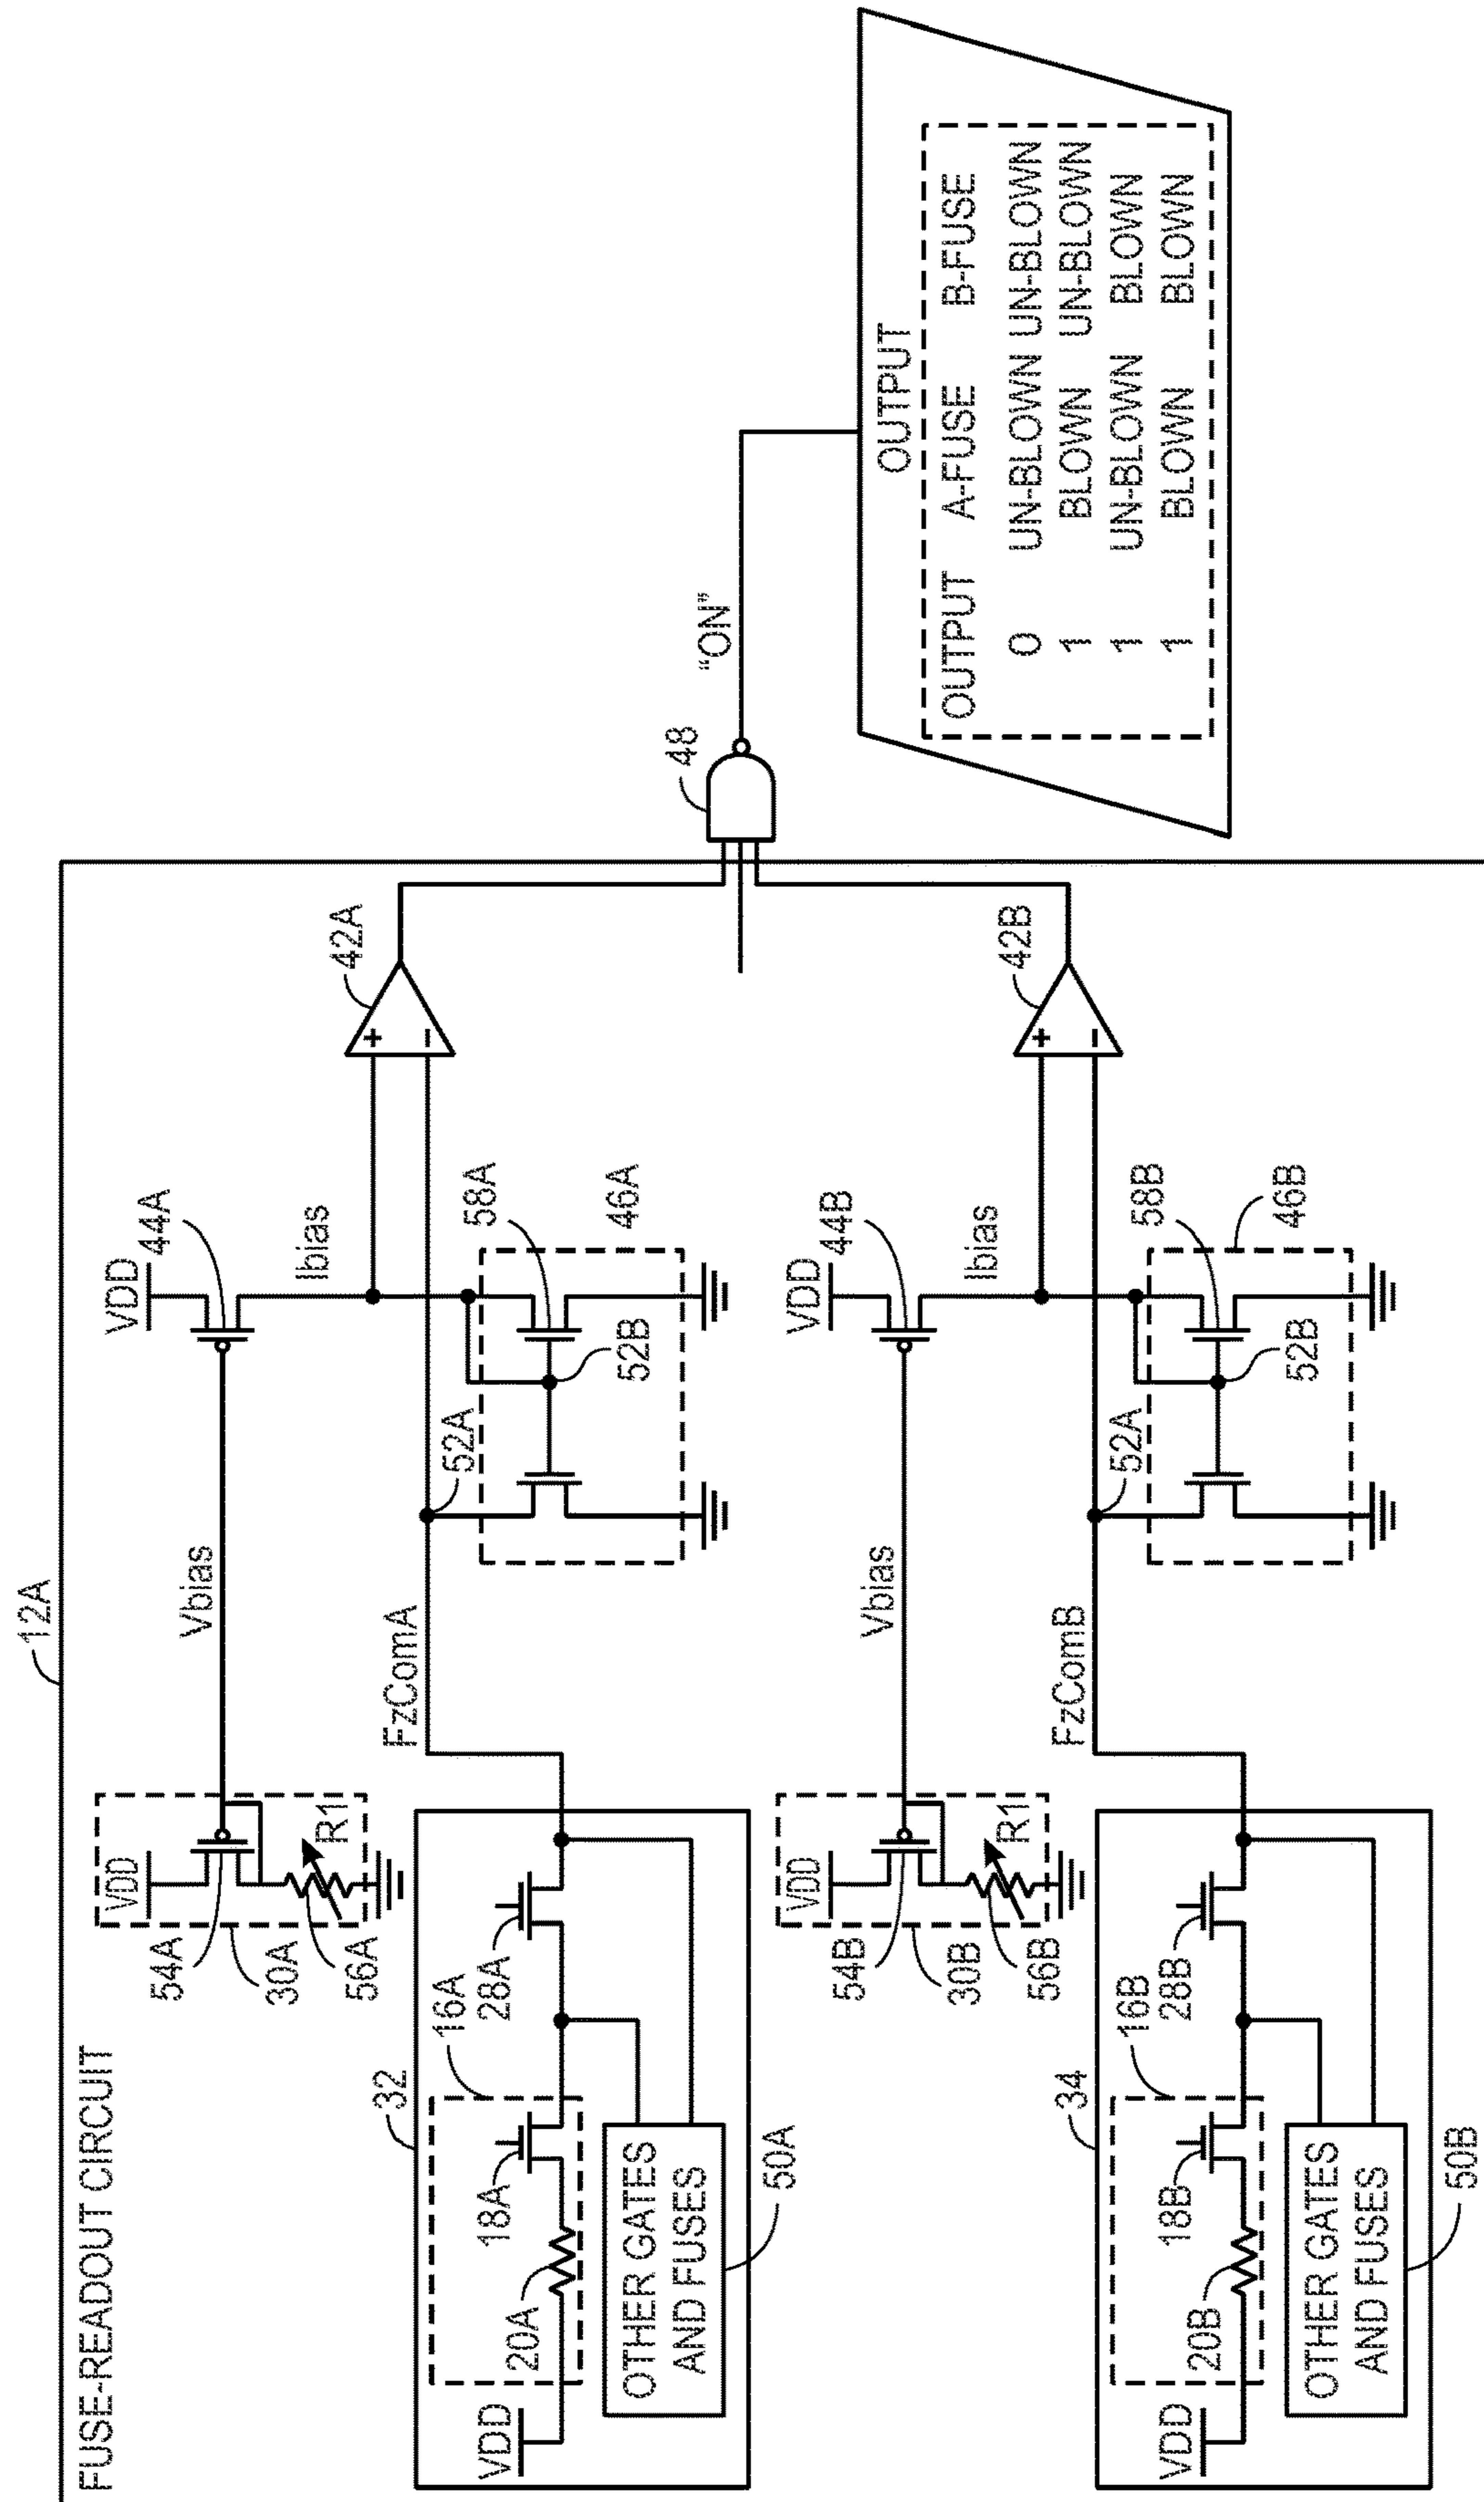 12A
FUSE-READOUT CIRCUIT
VDD
54A
30A
56A
R1
Vbias
VDD
44A
Ibias
42A
+
−
FzComA
52A
52B
58A
46A
32
16A
28A
VDD
20A
18A
OTHER GATES
AND FUSES
50A
VDD
54B
30B
56B
R1
Vbias
VDD
44B
Ibias
42B
+
−
FzComB
52A
52B
58B
46B
34
16B
28B
VDD
20B
18B
OTHER GATES
AND FUSES
50B
48
"ON"
OUTPUT
OUTPUT A-FUSE B-FUSE
0 UN-BLOWN UN-BLOWN
1 BLOWN UN-BLOWN
1 UN-BLOWN BLOWN
1 BLOWN BLOWN